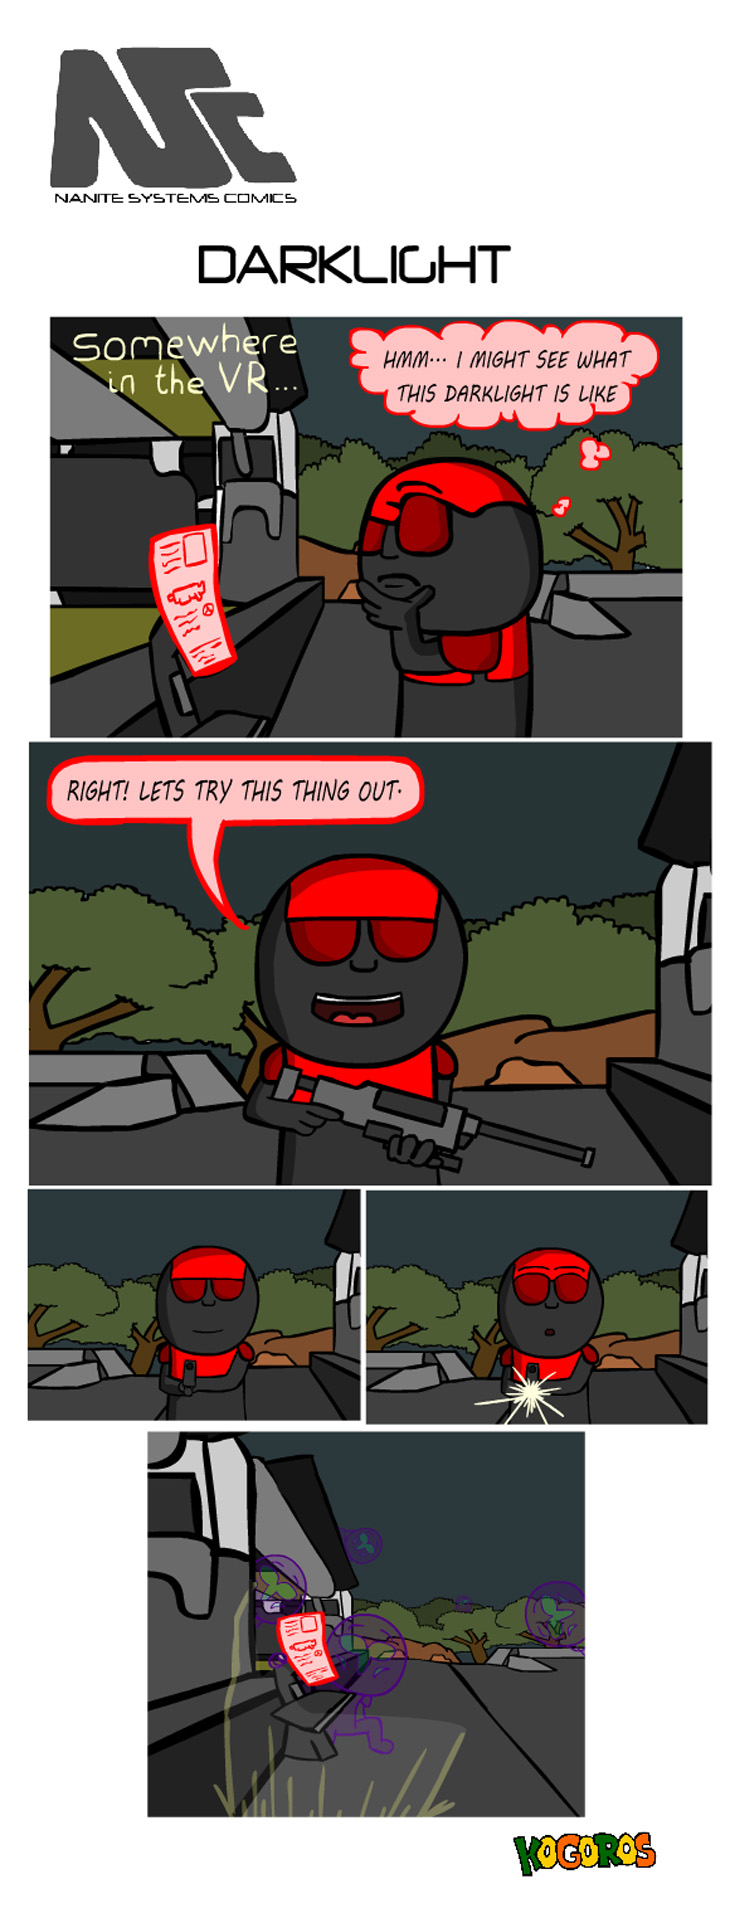 NSC
NANITE SYSTEMS COMICS
DARKLIGHT
Somewhere
in the VR...
HMM... I MIGHT SEE WHAT
THIS DARKLIGHT IS LIKE
RIGHT! LETS TRY THIS THING OUT.
KOGOROS